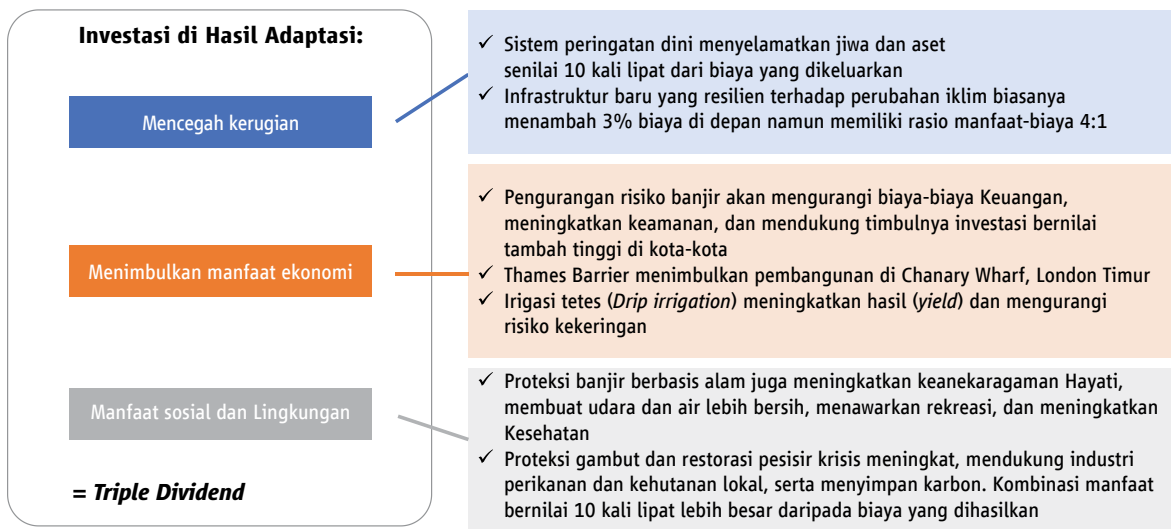 Investasi di Hasil Adaptasi:
Mencegah kerugian
✓ Sistem peringatan dini menyelamatkan jiwa dan aset
senilai 10 kali lipat dari biaya yang dikeluarkan
✓ Infrastruktur baru yang resilien terhadap perubahan iklim biasanya
menambah 3% biaya di depan namun memiliki rasio manfaat-biaya 4:1
Menimbulkan manfaat ekonomi
✓ Pengurangan risiko banjir akan mengurangi biaya-biaya Keuangan,
meningkatkan keamanan, dan mendukung timbulnya investasi bernilai
tambah tinggi di kota-kota
✓ Thames Barrier menimbulkan pembangunan di Chanary Wharf, London Timur
✓ Irigasi tetes (Drip irrigation) meningkatkan hasil (yield) dan mengurangi
risiko kekeringan
Manfaat sosial dan Lingkungan
✓ Proteksi banjir berbasis alam juga meningkatkan keanekaragaman Hayati,
membuat udara dan air lebih bersih, menawarkan rekreasi, dan meningkatkan
Kesehatan
✓ Proteksi gambut dan restorasi pesisir krisis meningkat, mendukung industri
perikanan dan kehutanan lokal, serta menyimpan karbon. Kombinasi manfaat
bernilai 10 kali lipat lebih besar daripada biaya yang dihasilkan
= Triple Dividend